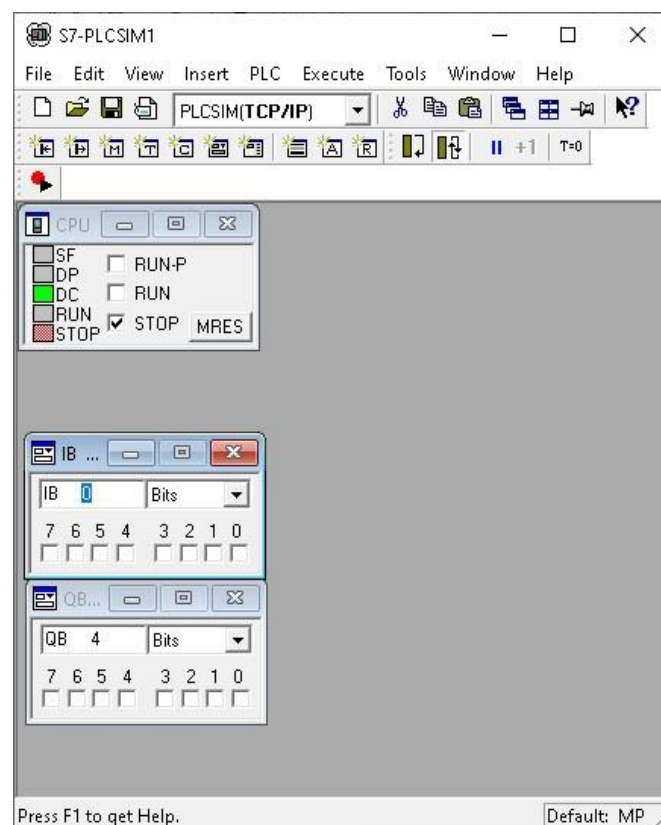 S7-PLCSIM1
File Edit View Insert PLC Execute Tools Window Help
PLCSIM(TCP/IP)
+1 T=0
CPU
SF
DP
DC
RUN
STOP
RUN-P
RUN
STOP MRES
IB ...
IB 0 Bits
7 6 5 4 3 2 1 0
QB...
QB 4 Bits
7 6 5 4 3 2 1 0
Press F1 to get Help. Default: MP